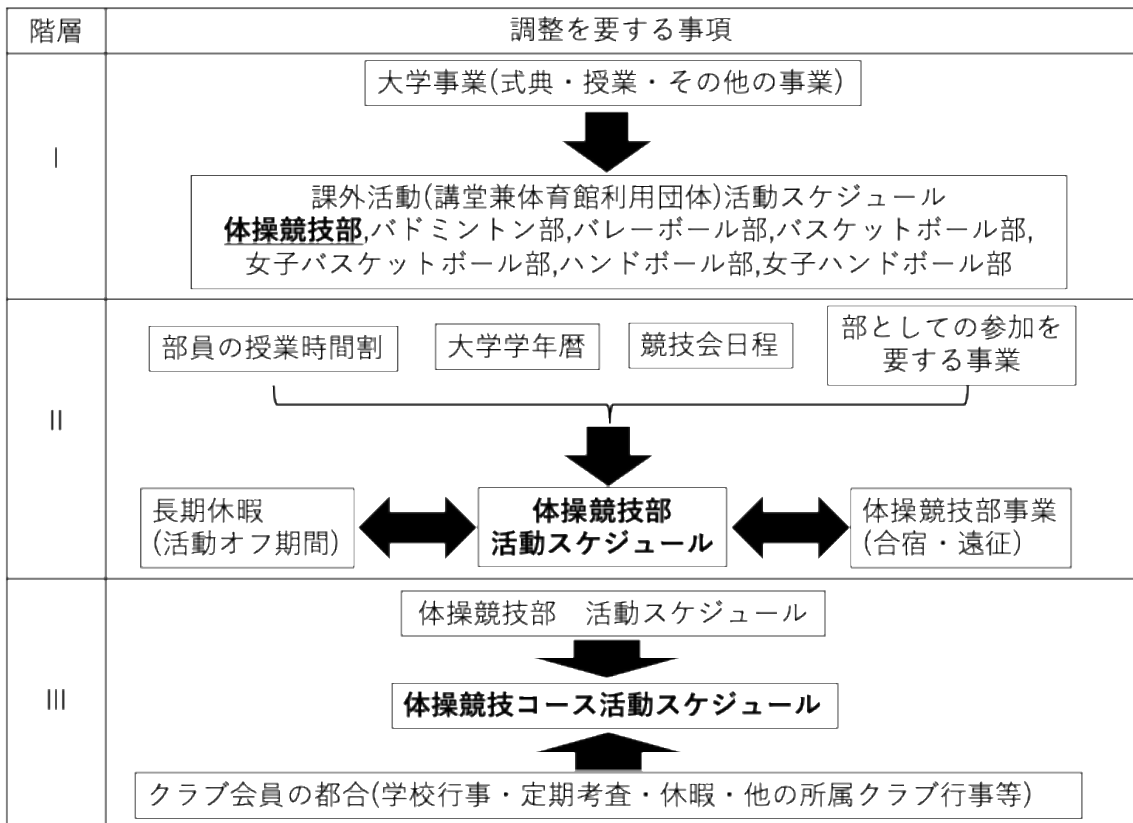 階層
調整を要する事項
Ⅰ
大学事業(式典・授業・その他の事業)
課外活動(講堂兼体育館利用団体)活動スケジュール
体操競技部,バドミントン部,バレーボール部,バスケットボール部,
女子バスケットボール部,ハンドボール部,女子ハンドボール部
Ⅱ
部員の授業時間割
大学学年暦
競技会日程
部としての参加を
要する事業
長期休暇
(活動オフ期間)
体操競技部
活動スケジュール
体操競技部事業
(合宿・遠征)
Ⅲ
体操競技部 活動スケジュール
体操競技コース活動スケジュール
クラブ会員の都合(学校行事・定期考査・休暇・他の所属クラブ行事等)